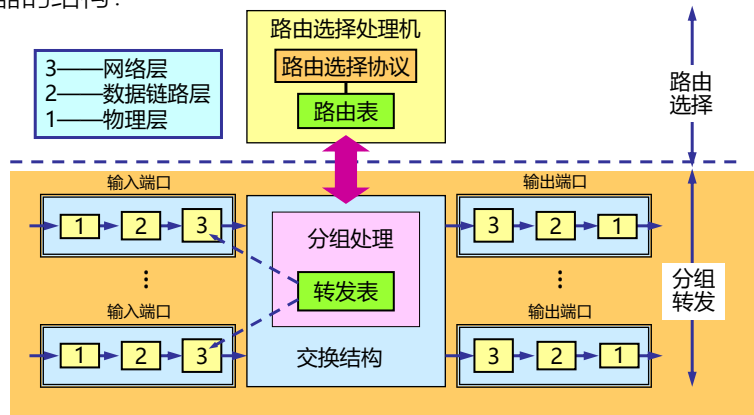 器的结构：
路由选择处理机
路由选择协议
路由表
3——网络层
2——数据链路层
1——物理层
路由
选择
输入端口
输出端口
1 2 3
3 2 1
分组处理
转发表
⋮
⋮
分组
转发
输入端口
输出端口
1 2 3
3 2 1
交换结构